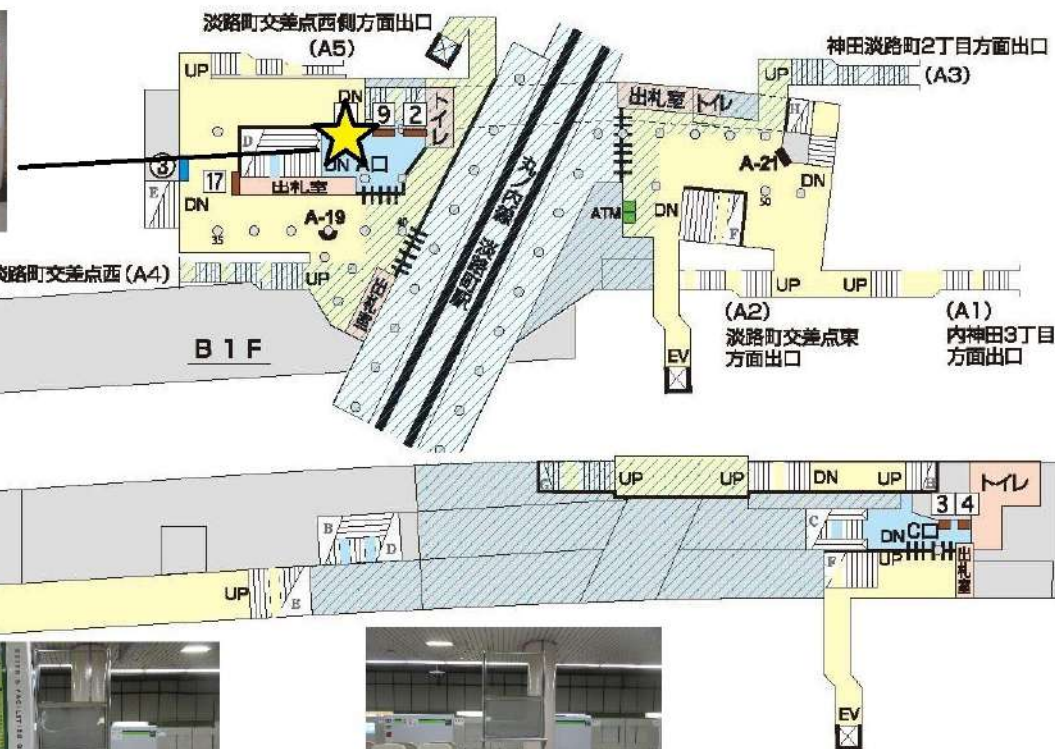 淡路町交差点西側方面出口
(A5)
神田淡路町2丁目方面出口
(A3)
UP
UP
DN
9
2
トイレ
出札室
トイレ
H
D
DN
A口
A-21
3
17
出札室
DN
E
DN
A-19
ATM
DN
50
F
35
丸ノ内線 淡路町駅
淡路町交差点西 (A4)
UP
UP
UP
(A2)
淡路町交差点東
方面出口
(A1)
内神田3丁目
方面出口
B1F
EV
G
UP
UP
DN
UP
H
トイレ
3
4
B
D
C
DN
C口
UP
出札室
F
UP
E
EV